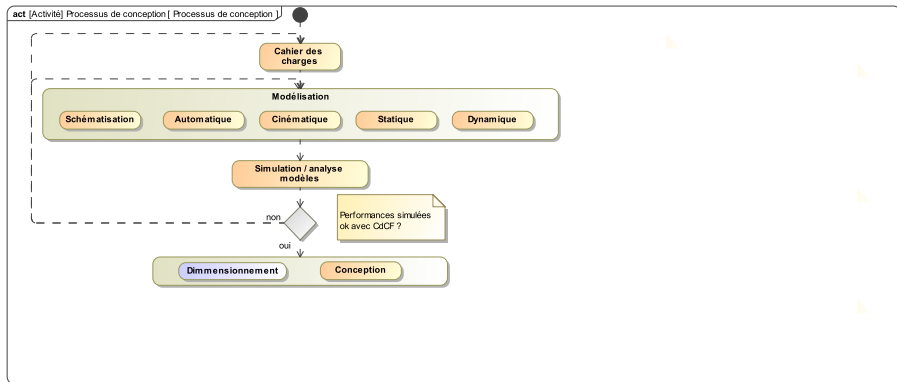 act [Activité] Processus de conception [ Processus de conception ]
Cahier des
charges
Modélisation
Schématisation
Automatique
Cinématique
Statique
Dynamique
Simulation / analyse
modèles
non
Performances simulées
ok avec CdCF ?
oui
Dimmensionnement
Conception